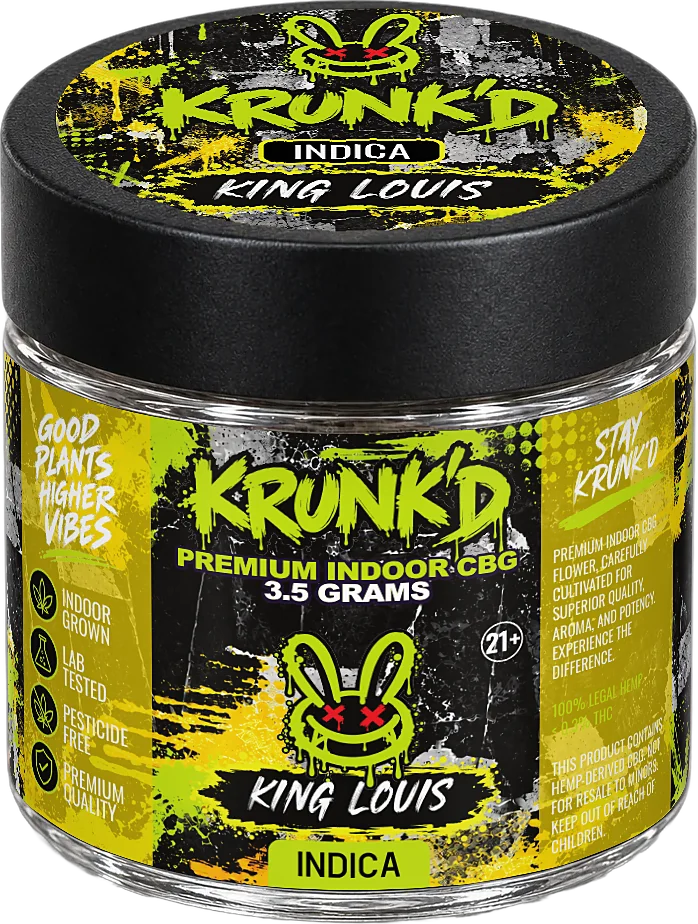 KRUNK'D
INDICA
KING LOUIS
GOOD
PLANTS
HIGHER
VIBES
INDOOR
GROWN
LAB
TESTED
PESTICIDE
FREE
PREMIUM
QUALITY
KRUNK'D
PREMIUM INDOOR CBG
3.5 GRAMS
21+
KING LOUIS
INDICA
STAY
KRUNK'D
PREMIUM INDOOR CBG
FLOWER, CAREFULLY
CULTIVATED FOR
SUPERIOR QUALITY,
AROMA, AND POTENCY.
EXPERIENCE THE
DIFFERENCE.
100% LEGAL HEMP
THC
THIS PRODUCT CONTAINS
HEMP-DERIVED CBG. NOT
FOR RESALE TO MINORS.
KEEP OUT OF REACH OF
CHILDREN.